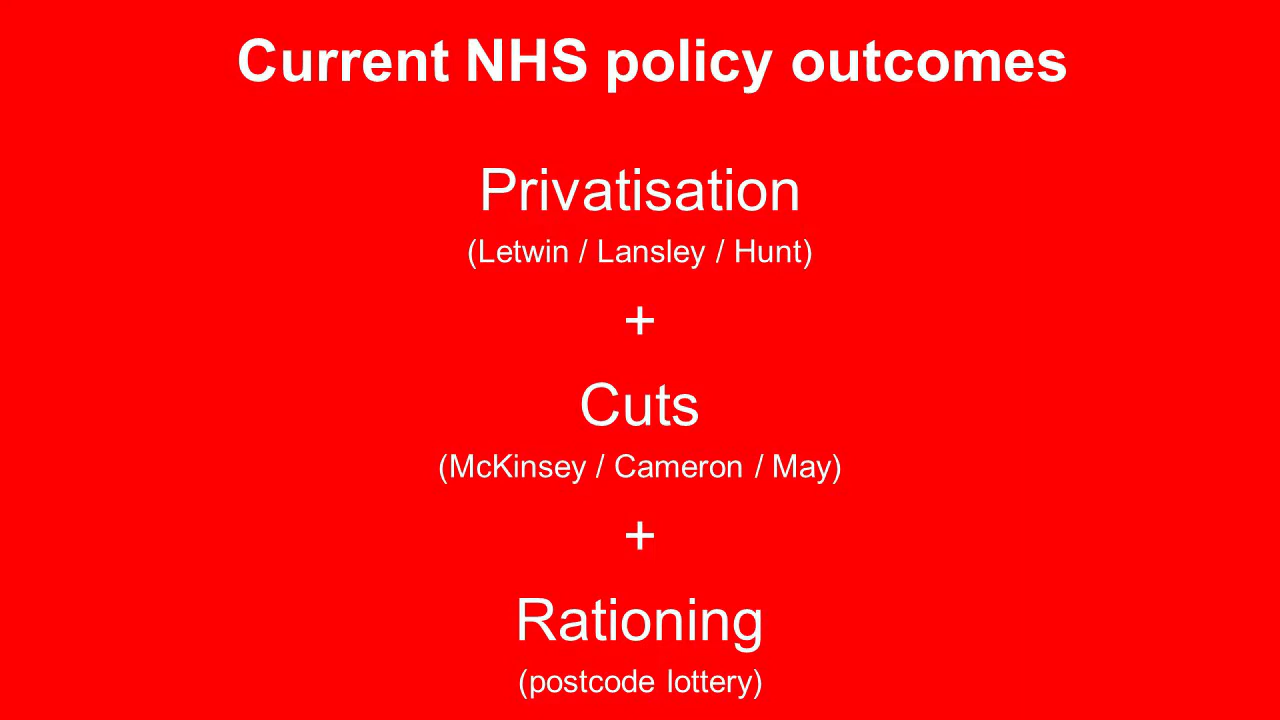 Current NHS policy outcomes
Privatisation
(Letwin / Lansley / Hunt)
+
Cuts
(McKinsey / Cameron / May)
+
Rationing
(postcode lottery)